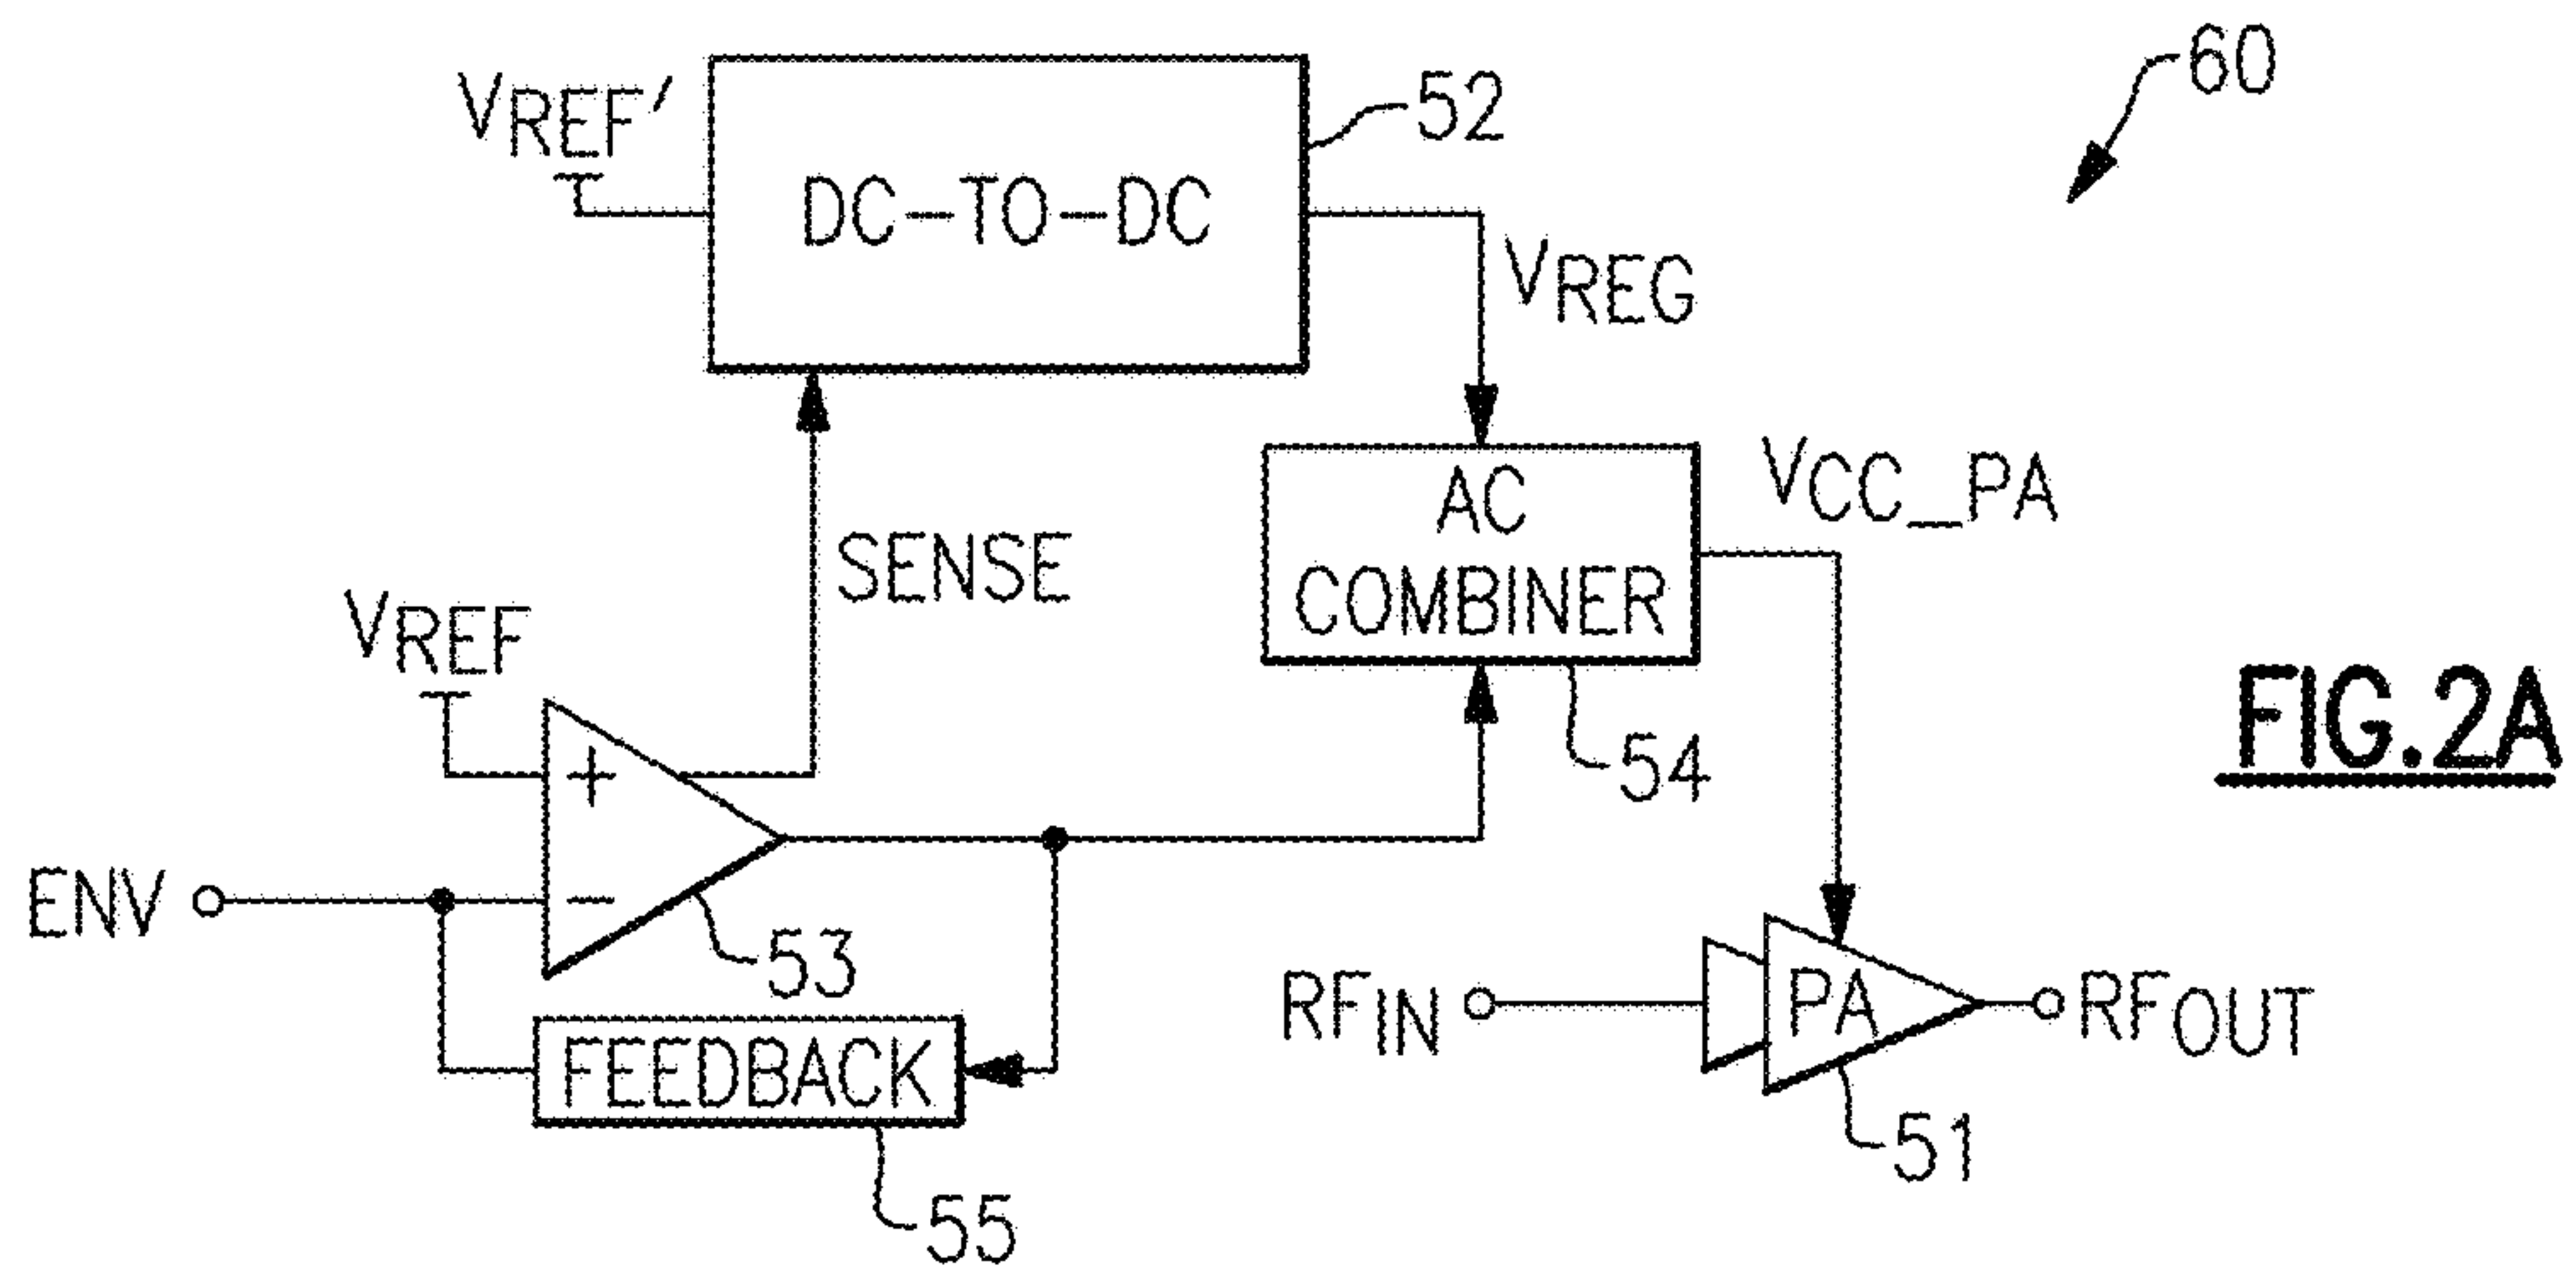 60
VREF'
52
DC-TO-DC
VREG
AC
COMBINER
VCC_PA
SENSE
VREF
54
FIG.2A
+
ENV
−
53
FEEDBACK
RFIN
PA
RFOUT
51
55